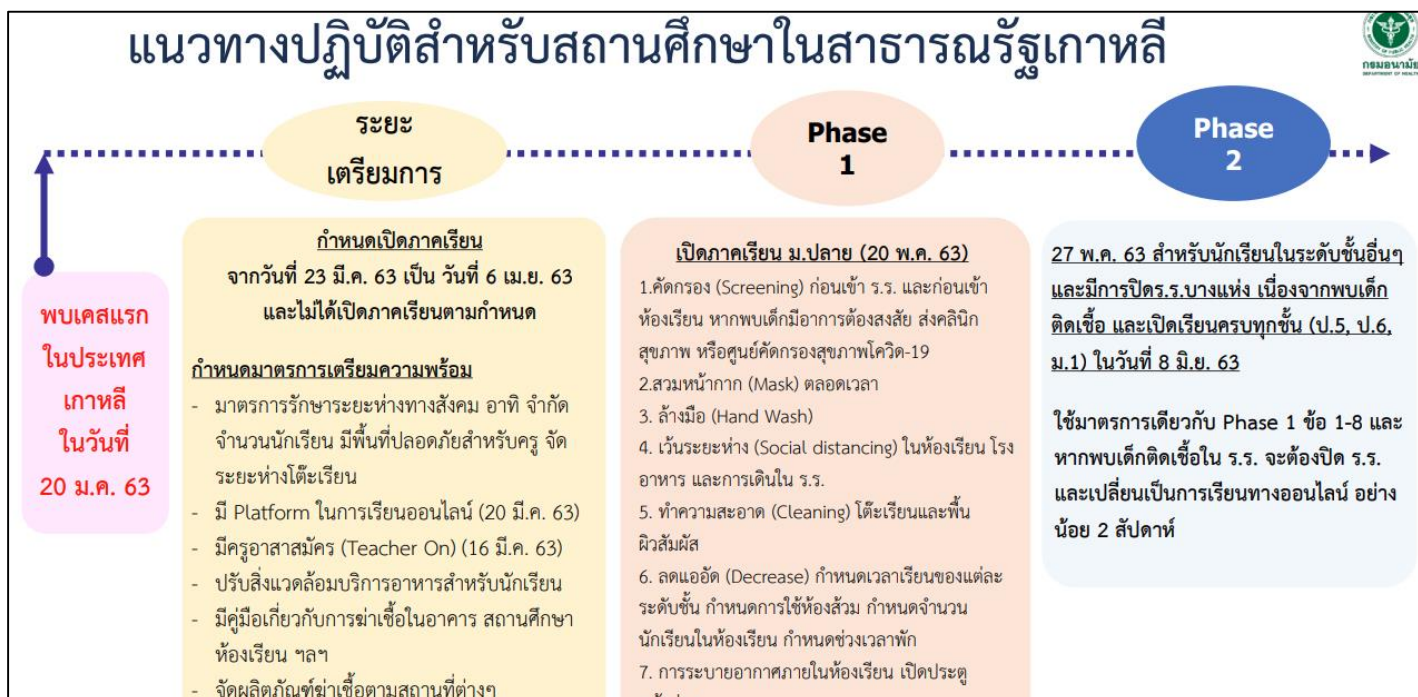 แนวทางปฏิบัติสำหรับสถานศึกษาในสาธารณรัฐเกาหลี
กรมอนามัย
DEPARTMENT OF HEALTH
ระยะ
เตรียมการ
Phase
1
Phase
2
พบเคสแรก
ในประเทศ
เกาหลี
ในวันที่
20 ม.ค. 63
กำหนดเปิดภาคเรียน
จากวันที่ 23 มี.ค. 63 เป็น วันที่ 6 เม.ย. 63
และไม่ได้เปิดภาคเรียนตามกำหนด
กำหนดมาตรการเตรียมความพร้อม
- มาตรการรักษาระยะห่างทางสังคม อาทิ จำกัด
จำนวนนักเรียน มีพื้นที่ปลอดภัยสำหรับครู จัด
ระยะห่างโต๊ะเรียน
- มี Platform ในการเรียนออนไลน์ (20 มี.ค. 63)
- มีครูอาสาสมัคร (Teacher On) (16 มี.ค. 63)
- ปรับสิ่งแวดล้อมบริการอาหารสำหรับนักเรียน
- มีคู่มือเกี่ยวกับการฆ่าเชื้อในอาคาร สถานศึกษา
ห้องเรียน ฯลฯ
- จัดผลิตภัณฑ์ฆ่าเชื้อตามสถานที่ต่างๆ
เปิดภาคเรียน ม.ปลาย (20 พ.ค. 63)
1.คัดกรอง (Screening) ก่อนเข้า ร.ร. และก่อนเข้า
ห้องเรียน หากพบเด็กมีอาการต้องสงสัย ส่งคลินิก
สุขภาพ หรือศูนย์คัดกรองสุขภาพโควิด-19
2.สวมหน้ากาก (Mask) ตลอดเวลา
3. ล้างมือ (Hand Wash)
4. เว้นระยะห่าง (Social distancing) ในห้องเรียน โรง
อาหาร และการเดินใน ร.ร.
5. ทำความสะอาด (Cleaning) โต๊ะเรียนและพื้น
ผิวสัมผัส
6. ลดแออัด (Decrease) กำหนดเวลาเรียนของแต่ละ
ระดับชั้น กำหนดการใช้ห้องส้วม กำหนดจำนวน
นักเรียนในห้องเรียน กำหนดช่วงเวลาพัก
7. การระบายอากาศภายในห้องเรียน เปิดประตู
27 พ.ค. 63 สำหรับนักเรียนในระดับชั้นอื่นๆ
และมีการปิดร.ร.บางแห่ง เนื่องจากพบเด็ก
ติดเชื้อ และเปิดเรียนครบทุกชั้น (ป.5, ป.6,
ม.1) ในวันที่ 8 มิ.ย. 63
ใช้มาตรการเดียวกับ Phase 1 ข้อ 1-8 และ
หากพบเด็กติดเชื้อใน ร.ร. จะต้องปิด ร.ร.
และเปลี่ยนเป็นการเรียนทางออนไลน์ อย่าง
น้อย 2 สัปดาห์